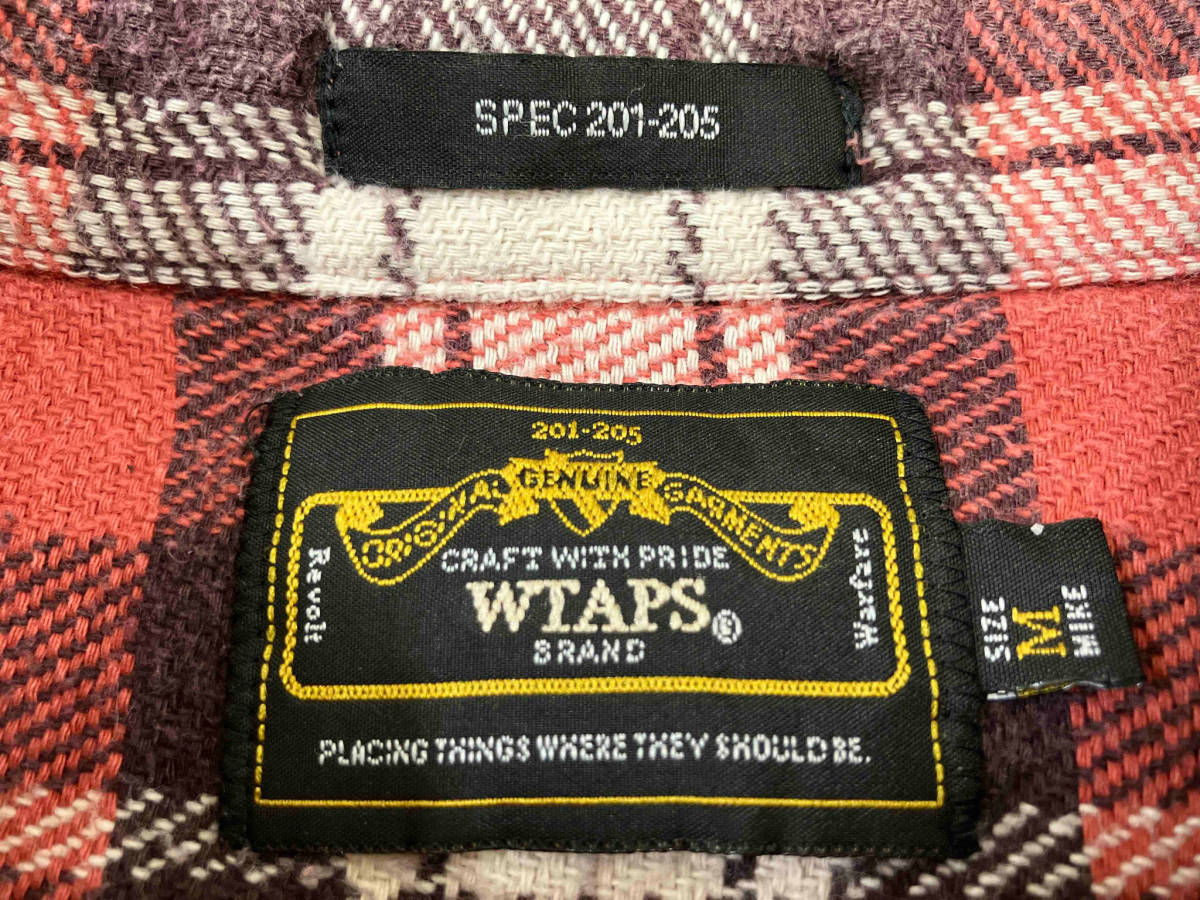 SPEC 201-205
201-205
ORIGINAL GENUINE GARMENTS
CRAFT WITH PRIDE
WTAPS®
BRAND
Revolt
Warfare
PLACING THINGS WHERE THEY SHOULD BE.
SIZE
M
MIKE